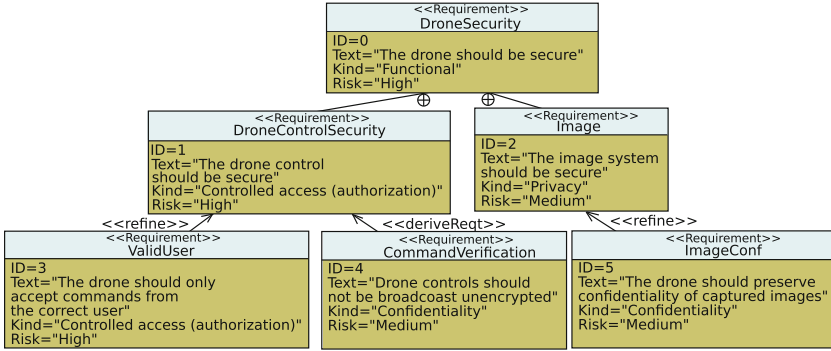 <<Requirement>>
DroneSecurity
ID=0
Text="The drone should be secure"
Kind="Functional"
Risk="High"
<<Requirement>>
DroneControlSecurity
ID=1
Text="The drone control
should be secure"
Kind="Controlled access (authorization)"
Risk="High"
<<Requirement>>
Image
ID=2
Text="The image system
should be secure"
Kind="Privacy"
Risk="Medium"
<<refine>>
<<deriveReqt>>
<<refine>>
<<Requirement>>
ValidUser
ID=3
Text="The drone should only
accept commands from
the correct user"
Kind="Controlled access (authorization)"
Risk="High"
<<Requirement>>
CommandVerification
ID=4
Text="Drone controls should
not be broadcoast unencrypted"
Kind="Confidentiality"
Risk="Medium"
<<Requirement>>
ImageConf
ID=5
Text="The drone should preserve
confidentiality of captured images"
Kind="Confidentiality"
Risk="Medium"